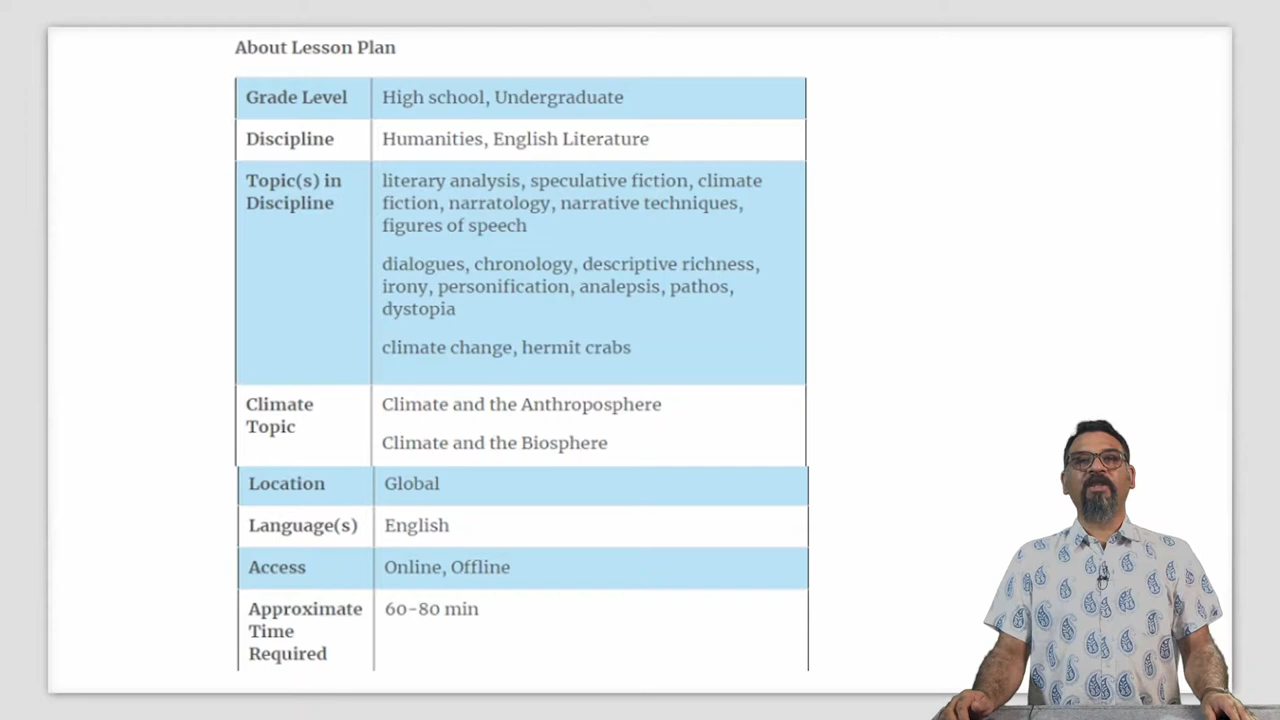 About Lesson Plan
Grade Level
High school, Undergraduate
Discipline
Humanities, English Literature
Topic(s) in
Discipline
literary analysis, speculative fiction, climate
fiction, narratology, narrative techniques,
figures of speech
dialogues, chronology, descriptive richness,
irony, personification, analepsis, pathos,
dystopia
climate change, hermit crabs
Climate
Topic
Climate and the Anthroposphere
Climate and the Biosphere
Location
Global
Language(s)
English
Access
Online, Offline
Approximate
Time
Required
60-80 min